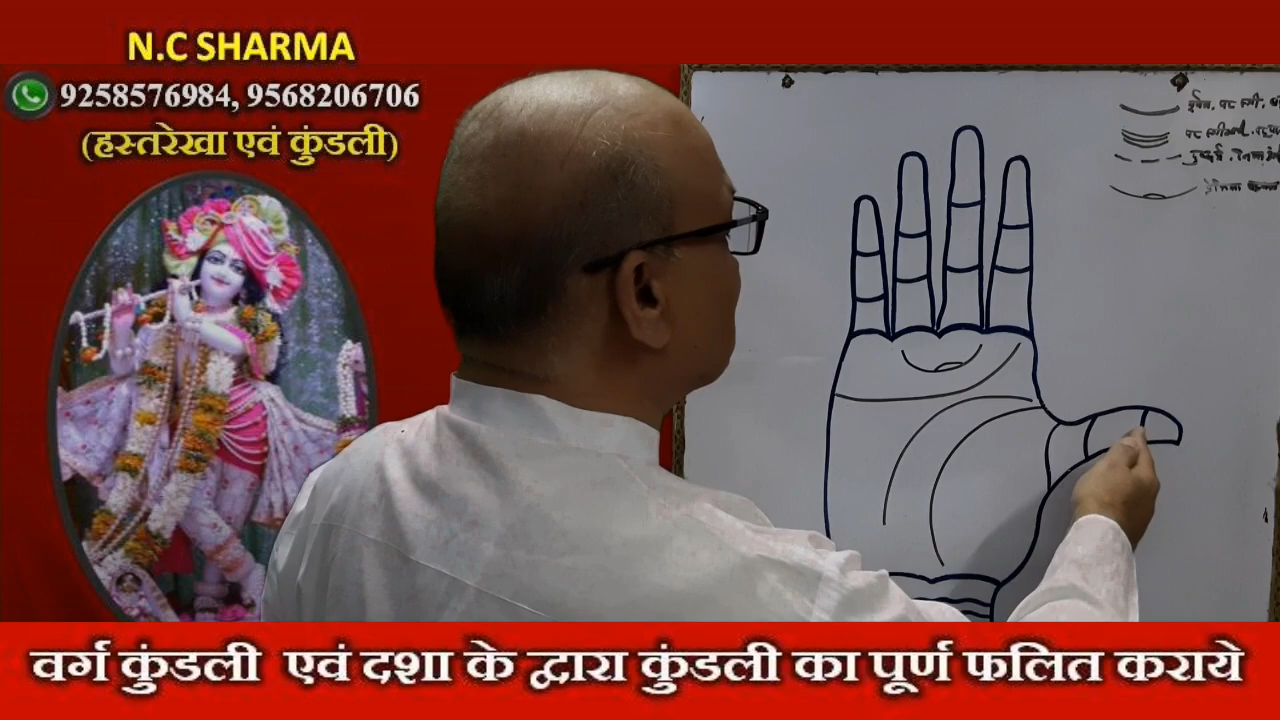 N.C SHARMA
9258576984, 9568206706
(हस्तरेखा एवं कुंडली)
वर्ग कुंडली एवं दशा के द्वारा कुंडली का पूर्ण फलित कराये